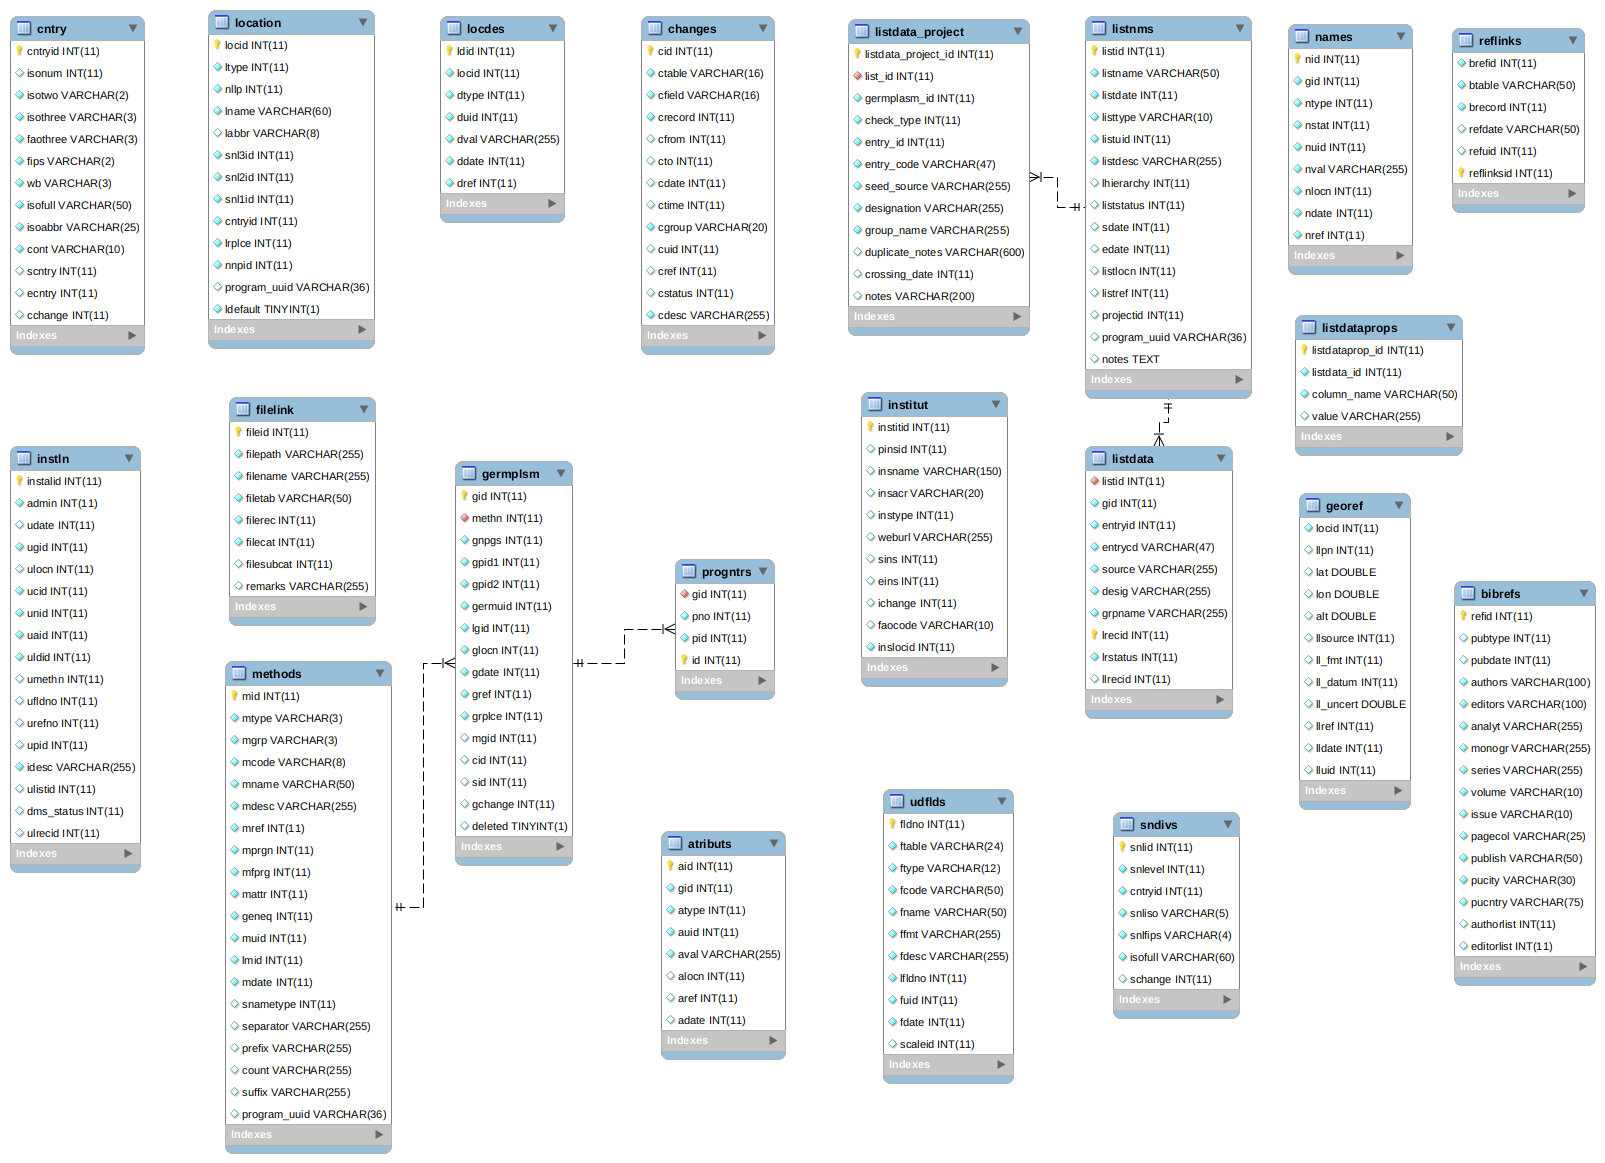 cntry
cntryid INT(11)
isonum INT(11)
isotwo VARCHAR(2)
isothree VARCHAR(3)
faothree VARCHAR(3)
fips VARCHAR(2)
wb VARCHAR(3)
isofull VARCHAR(50)
isoabbr VARCHAR(25)
cont VARCHAR(10)
scntry INT(11)
ecntry INT(11)
cchange INT(11)
Indexes
location
locid INT(11)
ltype INT(11)
nllp INT(11)
lname VARCHAR(60)
labbr VARCHAR(8)
snl3id INT(11)
snl2id INT(11)
snl1id INT(11)
cntryid INT(11)
lrplce INT(11)
nnpid INT(11)
program_uuid VARCHAR(36)
ldefault TINYINT(1)
Indexes
locdes
ldid INT(11)
locid INT(11)
dtype INT(11)
duid INT(11)
dval VARCHAR(255)
ddate INT(11)
dref INT(11)
Indexes
changes
cid INT(11)
ctable VARCHAR(16)
cfield VARCHAR(16)
crecord INT(11)
cfrom INT(11)
cto INT(11)
cdate INT(11)
ctime INT(11)
cgroup VARCHAR(20)
cuid INT(11)
cref INT(11)
cstatus INT(11)
cdesc VARCHAR(255)
Indexes
listdata_project
listdata_project_id INT(11)
list_id INT(11)
germplasm_id INT(11)
check_type INT(11)
entry_id INT(11)
entry_code VARCHAR(47)
seed_source VARCHAR(255)
designation VARCHAR(255)
group_name VARCHAR(255)
duplicate_notes VARCHAR(600)
crossing_date INT(11)
notes VARCHAR(200)
Indexes
listnms
listid INT(11)
listname VARCHAR(50)
listdate INT(11)
listtype VARCHAR(10)
listuid INT(11)
listdesc VARCHAR(255)
lhierarchy INT(11)
liststatus INT(11)
sdate INT(11)
edate INT(11)
listlocn INT(11)
listref INT(11)
projectid INT(11)
program_uuid VARCHAR(36)
notes TEXT
Indexes
names
nid INT(11)
gid INT(11)
ntype INT(11)
nstat INT(11)
nuid INT(11)
nval VARCHAR(255)
nlocn INT(11)
ndate INT(11)
nref INT(11)
Indexes
reflinks
brefid INT(11)
btable VARCHAR(50)
brecord INT(11)
refdate VARCHAR(50)
refuid INT(11)
reflinksid INT(11)
Indexes
listdataprops
listdataprop_id INT(11)
listdata_id INT(11)
column_name VARCHAR(50)
value VARCHAR(255)
Indexes
instln
instalid INT(11)
admin INT(11)
udate INT(11)
ugid INT(11)
ulocn INT(11)
ucid INT(11)
unid INT(11)
uaid INT(11)
uldid INT(11)
umethn INT(11)
ufldno INT(11)
urefno INT(11)
upid INT(11)
idesc VARCHAR(255)
ulistid INT(11)
dms_status INT(11)
ulrecid INT(11)
Indexes
filelink
fileid INT(11)
filepath VARCHAR(255)
filename VARCHAR(255)
filetab VARCHAR(50)
filerec INT(11)
filecat INT(11)
filesubcat INT(11)
remarks VARCHAR(255)
Indexes
methods
mid INT(11)
mtype VARCHAR(3)
mgrp VARCHAR(3)
mcode VARCHAR(8)
mname VARCHAR(50)
mdesc VARCHAR(255)
mref INT(11)
mprgn INT(11)
mfprg INT(11)
mattr INT(11)
geneq INT(11)
muid INT(11)
lmid INT(11)
mdate INT(11)
snametype INT(11)
separator VARCHAR(255)
prefix VARCHAR(255)
count VARCHAR(255)
suffix VARCHAR(255)
program_uuid VARCHAR(36)
Indexes
germplsm
gid INT(11)
methn INT(11)
gnpgs INT(11)
gpid1 INT(11)
gpid2 INT(11)
germuid INT(11)
lgid INT(11)
glocn INT(11)
gdate INT(11)
gref INT(11)
grplce INT(11)
mgid INT(11)
cid INT(11)
sid INT(11)
gchange INT(11)
deleted TINYINT(1)
Indexes
progntrs
gid INT(11)
pno INT(11)
pid INT(11)
id INT(11)
Indexes
atributs
aid INT(11)
gid INT(11)
atype INT(11)
auid INT(11)
aval VARCHAR(255)
alocn INT(11)
aref INT(11)
adate INT(11)
Indexes
institut
institid INT(11)
pinsid INT(11)
insname VARCHAR(150)
insacr VARCHAR(20)
instype INT(11)
weburl VARCHAR(255)
sins INT(11)
eins INT(11)
ichange INT(11)
faocode VARCHAR(10)
inslocid INT(11)
Indexes
listdata
listid INT(11)
gid INT(11)
entryid INT(11)
entrycd VARCHAR(47)
source VARCHAR(255)
desig VARCHAR(255)
grpname VARCHAR(255)
lrecid INT(11)
lrstatus INT(11)
llrecid INT(11)
Indexes
georef
locid INT(11)
llpn INT(11)
lat DOUBLE
lon DOUBLE
alt DOUBLE
llsource INT(11)
ll_fmt INT(11)
ll_datum INT(11)
ll_uncert DOUBLE
llref INT(11)
lldate INT(11)
lluid INT(11)
Indexes
bibrefs
refid INT(11)
pubtype INT(11)
pubdate INT(11)
authors VARCHAR(100)
editors VARCHAR(100)
analyt VARCHAR(255)
monogr VARCHAR(255)
series VARCHAR(255)
volume VARCHAR(10)
issue VARCHAR(10)
pagecol VARCHAR(25)
publish VARCHAR(50)
pucity VARCHAR(30)
pucntry VARCHAR(75)
authorlist INT(11)
editorlist INT(11)
Indexes
udflds
fldno INT(11)
ftable VARCHAR(24)
ftype VARCHAR(12)
fcode VARCHAR(50)
fname VARCHAR(50)
ffmt VARCHAR(255)
fdesc VARCHAR(255)
lfldno INT(11)
fuid INT(11)
fdate INT(11)
scaleid INT(11)
Indexes
sndivs
snlid INT(11)
snlevel INT(11)
cntryid INT(11)
snliso VARCHAR(5)
snlfips VARCHAR(4)
isofull VARCHAR(60)
schange INT(11)
Indexes